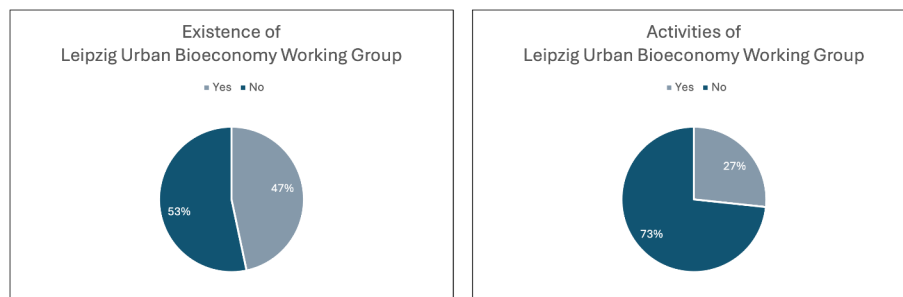 Existence of
Leipzig Urban Bioeconomy Working Group
Yes No
47%
53%
Activities of
Leipzig Urban Bioeconomy Working Group
Yes No
27%
73%